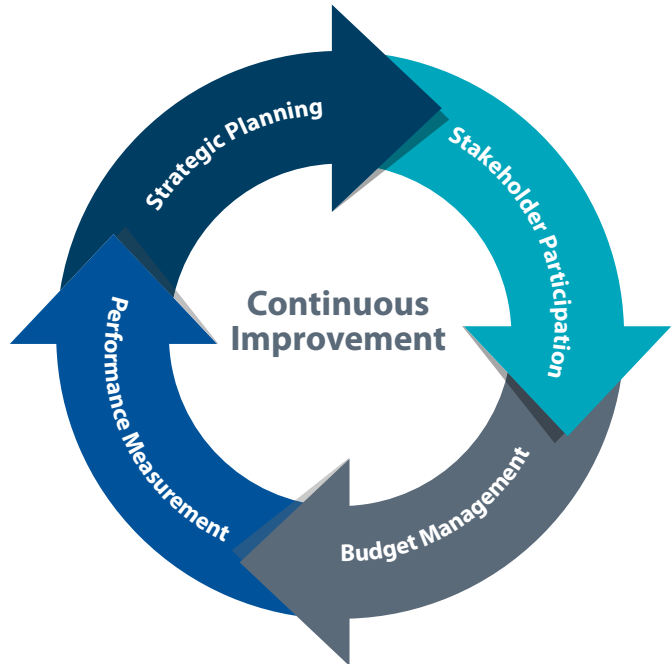 Strategic Planning
Stakeholder Participation
Continuous
Improvement
Budget Management
Performance Measurement